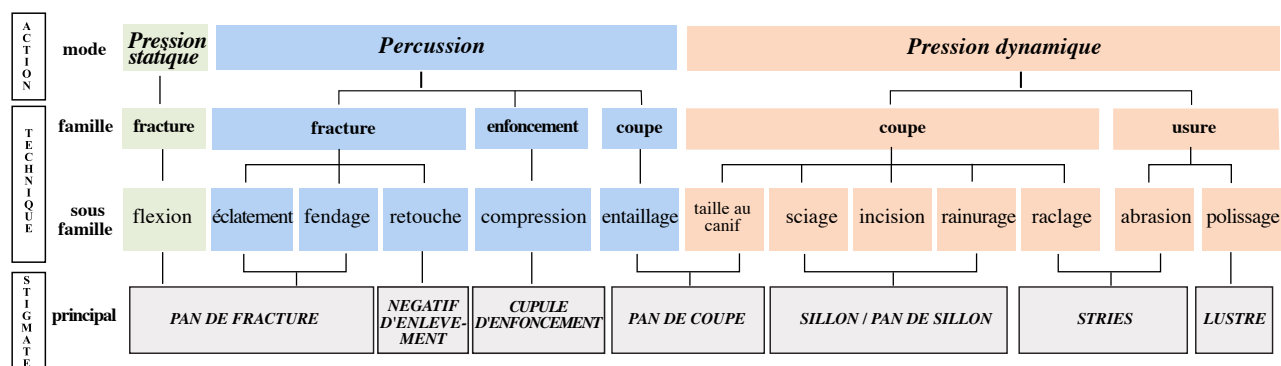 ACTION
mode
Pression
statique
Percussion
Pression dynamique
TECHNIQUE
famille
fracture
fracture
enfoncement
coupe
coupe
usure
sous
famille
flexion
éclatement
fendage
retouche
compression
entaillage
taille au
canif
sciage
incision
rainurage
raclage
abrasion
polissage
STIGMATE
principal
PAN DE FRACTURE
NEGATIF
D'ENLEVE-
MENT
CUPULE
D'ENFONCEMENT
PAN DE COUPE
SILLON / PAN DE SILLON
STRIES
LUSTRE